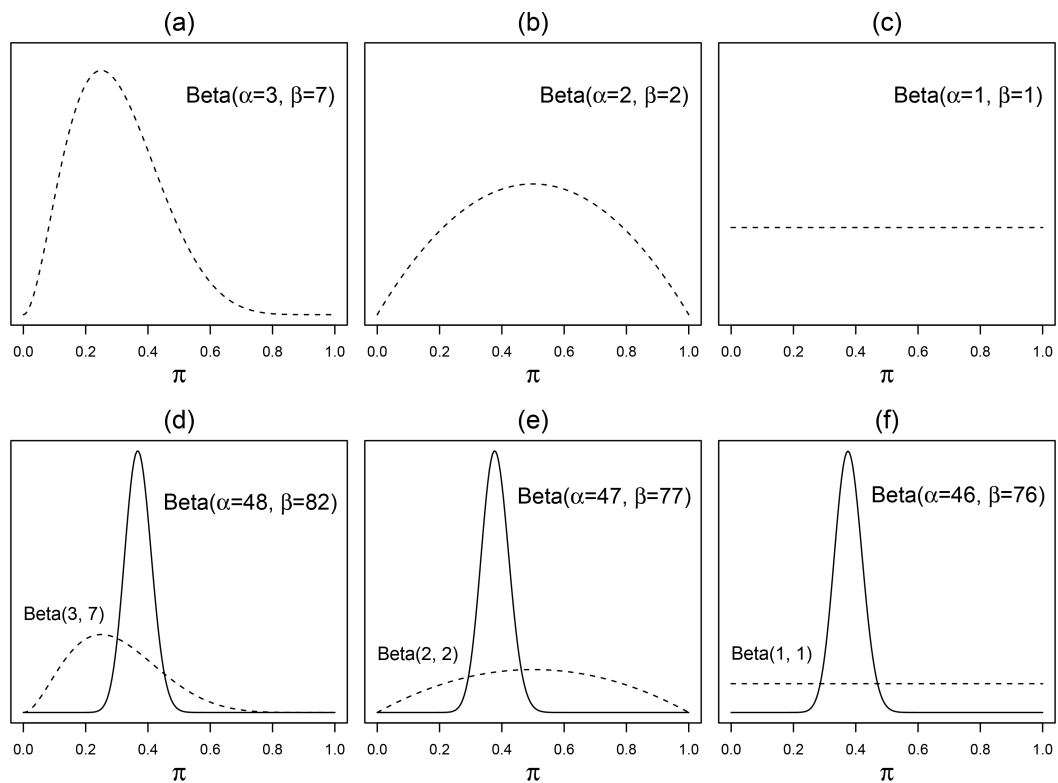 (a)
Beta(α=3, β=7)
0.0 0.2 0.4 0.6 0.8 1.0
π
(b)
Beta(α=2, β=2)
0.0 0.2 0.4 0.6 0.8 1.0
π
(c)
Beta(α=1, β=1)
0.0 0.2 0.4 0.6 0.8 1.0
π
(d)
Beta(α=48, β=82)
Beta(3, 7)
0.0 0.2 0.4 0.6 0.8 1.0
π
(e)
Beta(α=47, β=77)
Beta(2, 2)
0.0 0.2 0.4 0.6 0.8 1.0
π
(f)
Beta(α=46, β=76)
Beta(1, 1)
0.0 0.2 0.4 0.6 0.8 1.0
π